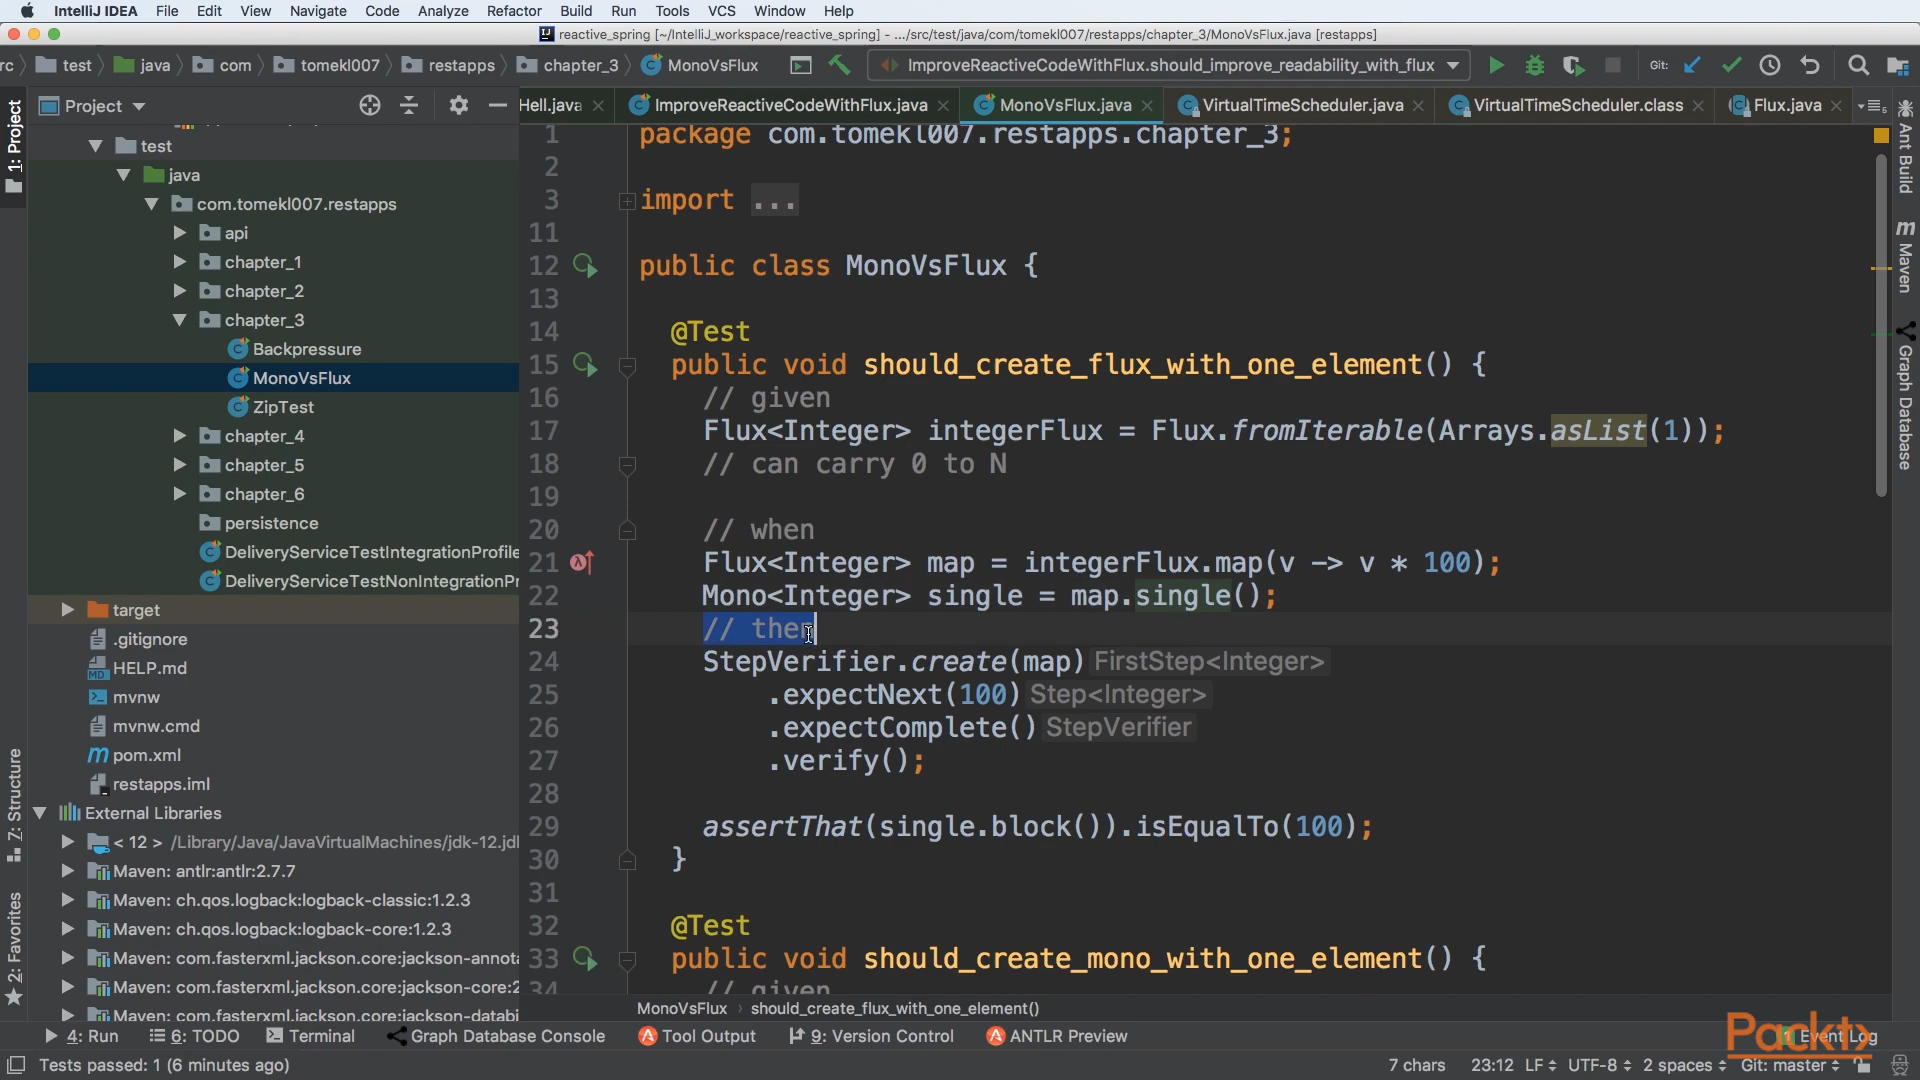 IntelliJ IDEA File Edit View Navigate Code Analyze Refactor Build Run Tools VCS Window Help
reactive_spring [~/IntelliJ_workspace/reactive_spring] - .../src/test/java/com/tomekl007/restapps/chapter_3/MonoVsFlux.java [restapps]
rc test java com tomekl007 restapps chapter_3 MonoVsFlux ImproveReactiveCodeWithFlux.should_improve_readability_with_flux Git:
Project
Hell.java ImproveReactiveCodeWithFlux.java MonoVsFlux.java VirtualTimeScheduler.java VirtualTimeScheduler.class Flux.java
1: Project
7: Structure
2: Favorites
test
java
com.tomekl007.restapps
api
chapter_1
chapter_2
chapter_3
Backpressure
MonoVsFlux
ZipTest
chapter_4
chapter_5
chapter_6
persistence
DeliveryServiceTestIntegrationProfile
DeliveryServiceTestNonIntegrationPr
target
.gitignore
HELP.md
mvnw
mvnw.cmd
pom.xml
restapps.iml
External Libraries
< 12 > /Library/Java/JavaVirtualMachines/jdk-12.jdl
Maven: antlr:antlr:2.7.7
Maven: ch.qos.logback:logback-classic:1.2.3
Maven: ch.qos.logback:logback-core:1.2.3
Maven: com.fasterxml.jackson.core:jackson-annota
Maven: com.fasterxml.jackson.core:jackson-core:2
Maven: com.fasterxml.jackson.core:jackson-databi
1 package com.tomekl007.restapps.chapter_3;
2
3 import ...
11
12 public class MonoVsFlux {
13
14 @Test
15 public void should_create_flux_with_one_element() {
16 // given
17 Flux<Integer> integerFlux = Flux.fromIterable(Arrays.asList(1));
18 // can carry 0 to N
19
20 // when
21 Flux<Integer> map = integerFlux.map(v -> v * 100);
22 Mono<Integer> single = map.single();
23 // then
24 StepVerifier.create(map) FirstStep<Integer>
25 .expectNext(100) Step<Integer>
26 .expectComplete() StepVerifier
27 .verify();
28
29 assertThat(single.block()).isEqualTo(100);
30 }
31
32 @Test
33 public void should_create_mono_with_one_element() {
34 // given
MonoVsFlux › should_create_flux_with_one_element()
Ant Build
Maven
Graph Database
4: Run 6: TODO Terminal Graph Database Console Tool Output 9: Version Control ANTLR Preview 1 Event Log
Packt
Tests passed: 1 (6 minutes ago) 7 chars 23:12 LF UTF-8 2 spaces Git: master